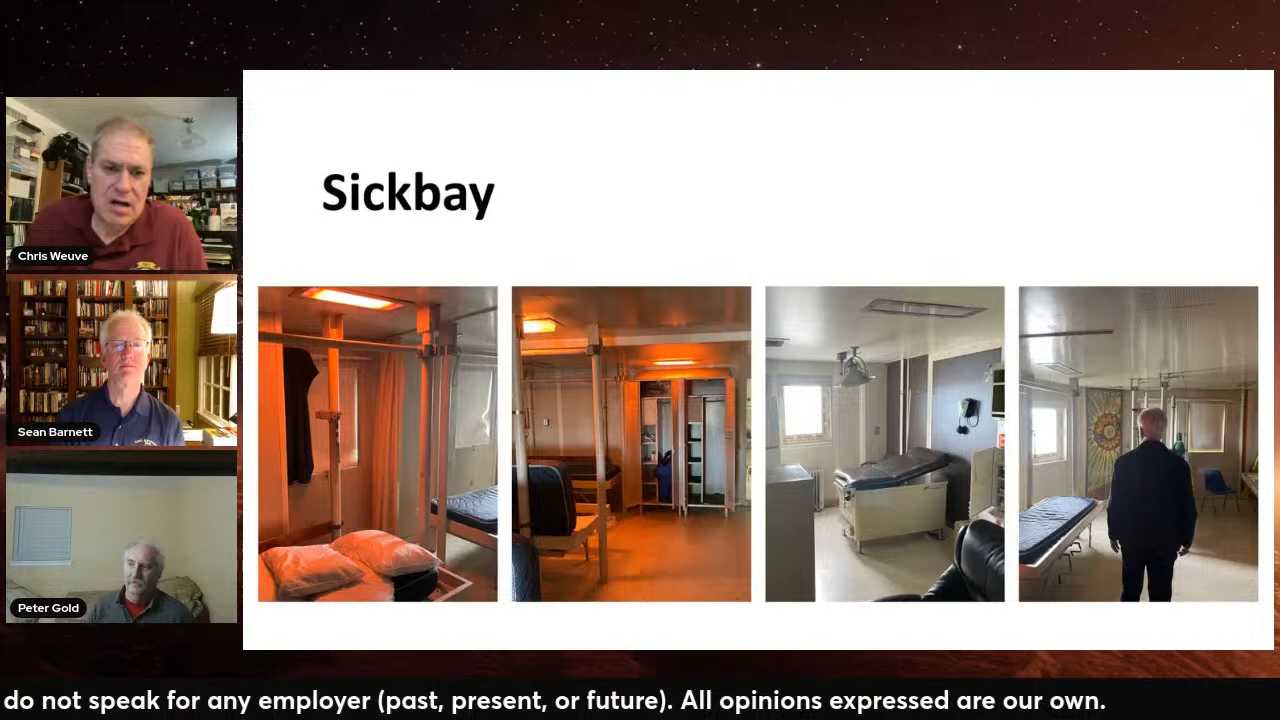 Sickbay
Chris Weuve
Sean Barnett
Peter Gold
do not speak for any employer (past, present, or future). All opinions expressed are our own.